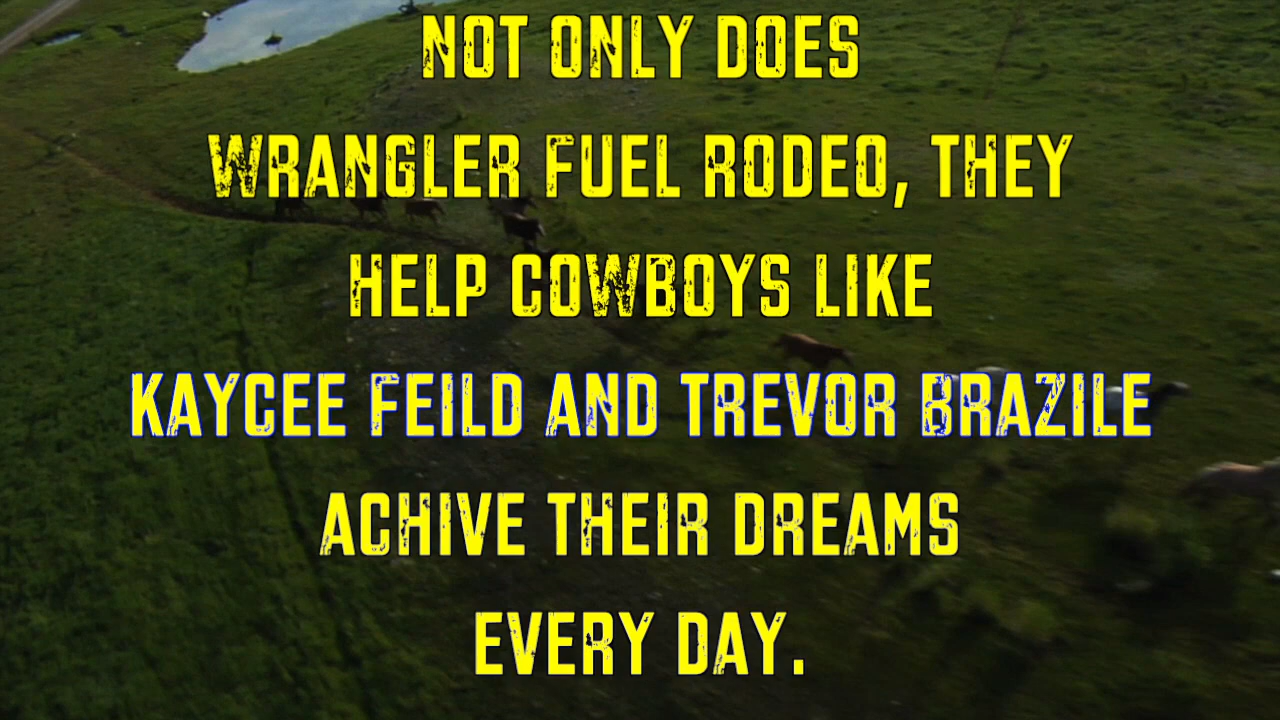 NOT ONLY DOES
WRANGLER FUEL RODEO, THEY
HELP COWBOYS LIKE
KAYCEE FEILD AND TREVOR BRAZILE
ACHIVE THEIR DREAMS
EVERY DAY.